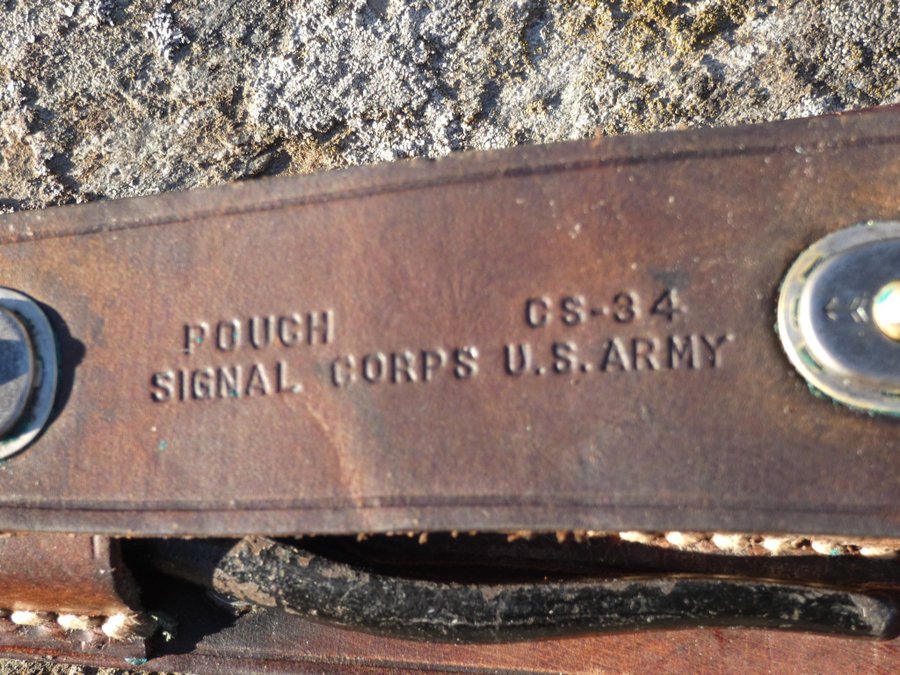 POUCH CS-34
SIGNAL CORPS U.S. ARMY